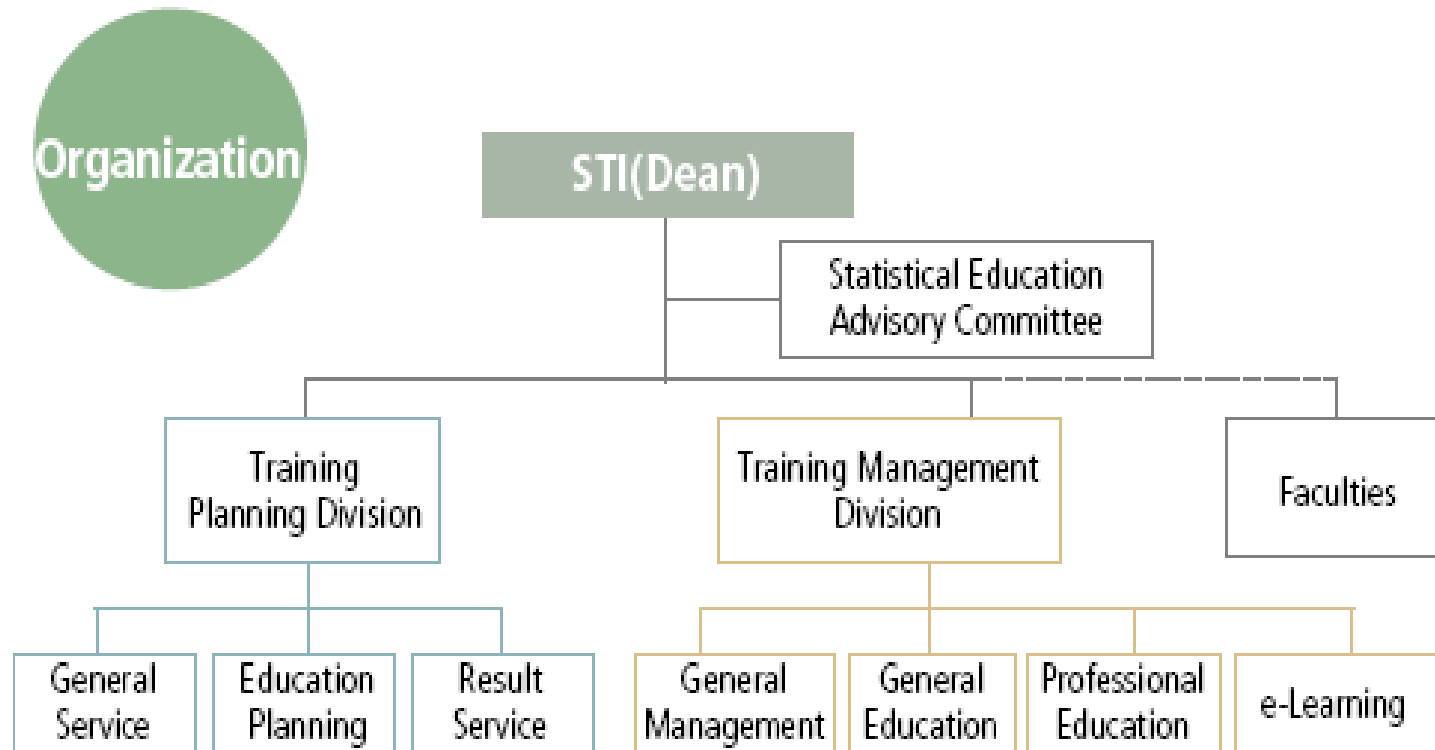 Organization
STI(Dean)
Statistical Education
Advisory Committee
Training
Planning Division
Training Management
Division
Faculties
General
Service
Education
Planning
Result
Service
General
Management
General
Education
Professional
Education
e-Learning